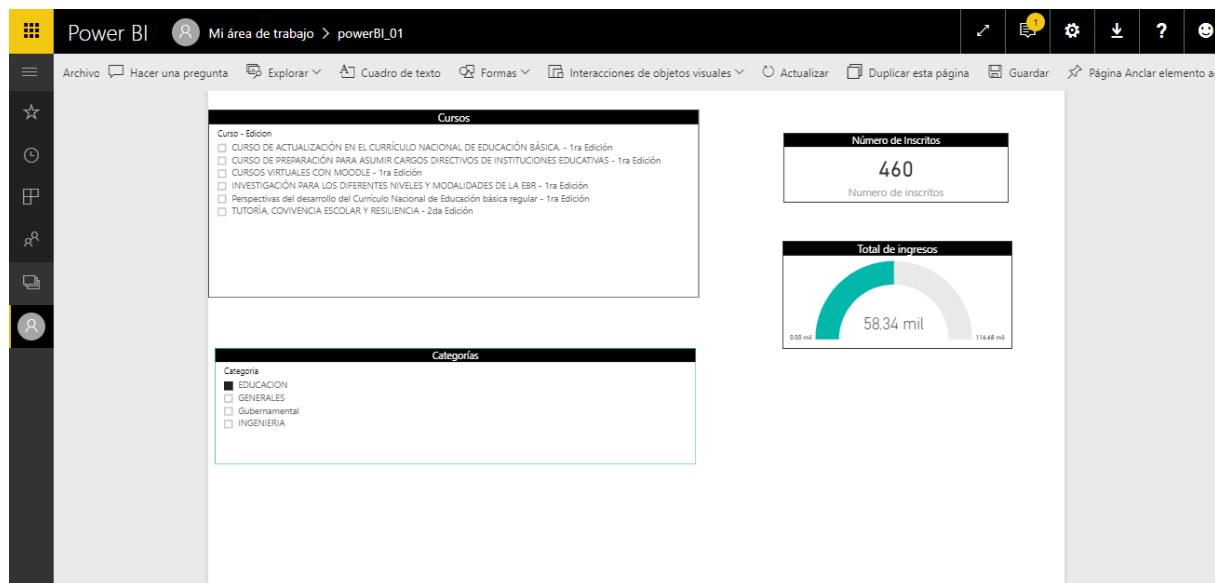 Power BI Mi área de trabajo > powerBI_01 1 ?
Archivo Hacer una pregunta Explorar Cuadro de texto Formas Interacciones de objetos visuales Actualizar Duplicar esta página Guardar Página Anclar elemento a
Cursos
Curso - Edicion
CURSO DE ACTUALIZACIÓN EN EL CURRÍCULO NACIONAL DE EDUCACIÓN BÁSICA, - 1ra Edición
CURSO DE PREPARACIÓN PARA ASUMIR CARGOS DIRECTIVOS DE INSTITUCIONES EDUCATIVAS - 1ra Edición
CURSOS VIRTUALES CON MOODLE - 1ra Edición
INVESTIGACIÓN PARA LOS DIFERENTES NIVELES Y MODALIDADES DE LA EBR - 1ra Edición
Perspectivas del desarrollo del Currículo Nacional de Educación básica regular - 1ra Edición
TUTORÍA, COVIVENCIA ESCOLAR Y RESILIENCIA - 2da Edición
Número de Inscritos
460
Numero de inscritos
Total de ingresos
58,34 mil
0,00 mil 116,68 mil
Categorías
Categoria
EDUCACION
GENERALES
Gubernamental
INGENIERIA